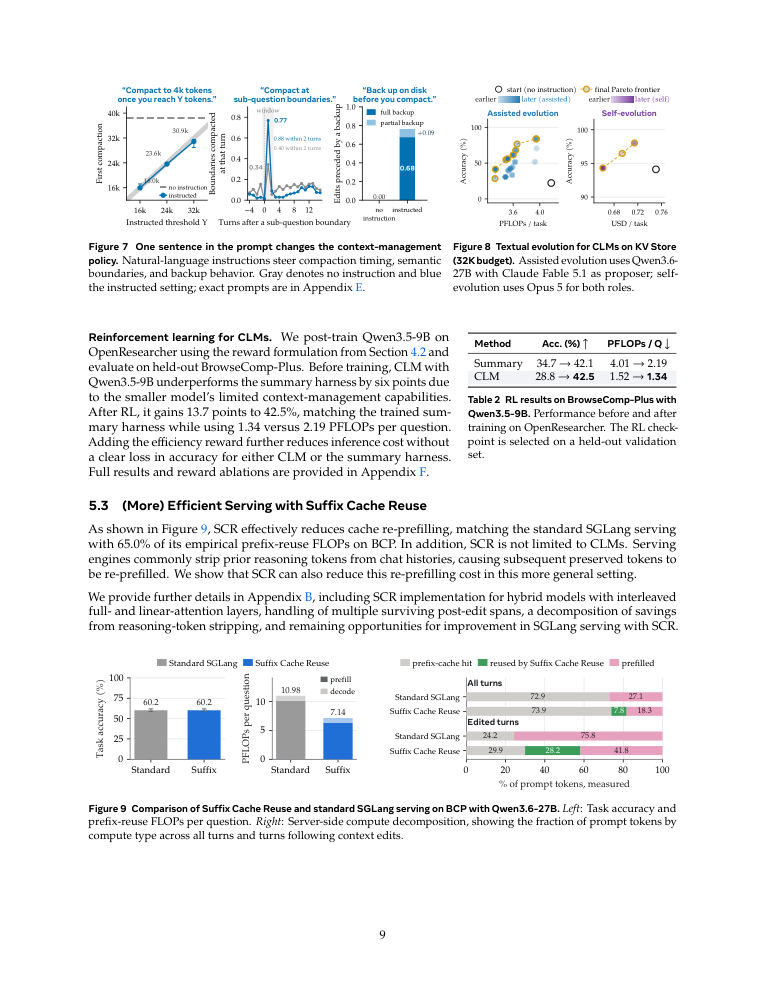 "Compact to 4k tokens
once you reach Y tokens."
40k
32k
24k
16k
First compaction
30.9k
23.6k
16.0k
no instruction
instructed
16k 24k 32k
Instructed threshold Y
"Compact at
sub-question boundaries."
window
0.8
0.6
0.4
0.2
0.0
Boundaries compacted
at that turn
0.77
0.88 within 2 turns
0.40 within 2 turns
0.34
−4 0 4 8 12
Turns after a sub-question boundary
"Back up on disk
before you compact."
1.0
0.8
0.6
0.4
0.2
0.0
Edits preceded by a backup
full backup
partial backup
+0.09
0.68
0.00
no
instruction
instructed
start (no instruction) final Pareto frontier
earlier later (assisted) earlier later (self)
Assisted evolution
100
50
0
Accuracy (%)
3.6 4.0
PFLOPs / task
Self-evolution
100
95
90
Accuracy (%)
0.68 0.72 0.76
USD / task
Figure 7 One sentence in the prompt changes the context-management
policy. Natural-language instructions steer compaction timing, semantic
boundaries, and backup behavior. Gray denotes no instruction and blue
the instructed setting; exact prompts are in Appendix E.
Figure 8 Textual evolution for CLMs on KV Store
(32K budget). Assisted evolution uses Qwen3.6-
27B with Claude Fable 5.1 as proposer; self-
evolution uses Opus 5 for both roles.
Reinforcement learning for CLMs. We post-train Qwen3.5-9B on
OpenResearcher using the reward formulation from Section 4.2 and
evaluate on held-out BrowseComp-Plus. Before training, CLM with
Qwen3.5-9B underperforms the summary harness by six points due
to the smaller model's limited context-management capabilities.
After RL, it gains 13.7 points to 42.5%, matching the trained sum-
mary harness while using 1.34 versus 2.19 PFLOPs per question.
Adding the efficiency reward further reduces inference cost without
a clear loss in accuracy for either CLM or the summary harness.
Full results and reward ablations are provided in Appendix F.
Method Acc. (%) ↑ PFLOPs / Q ↓
Summary 34.7 → 42.1 4.01 → 2.19
CLM 28.8 → 42.5 1.52 → 1.34
Table 2 RL results on BrowseComp-Plus with
Qwen3.5-9B. Performance before and after
training on OpenResearcher. The RL check-
point is selected on a held-out validation
set.
5.3 (More) Efficient Serving with Suffix Cache Reuse
As shown in Figure 9, SCR effectively reduces cache re-prefilling, matching the standard SGLang serving
with 65.0% of its empirical prefix-reuse FLOPs on BCP. In addition, SCR is not limited to CLMs. Serving
engines commonly strip prior reasoning tokens from chat histories, causing subsequent preserved tokens to
be re-prefilled. We show that SCR can also reduce this re-prefilling cost in this more general setting.
We provide further details in Appendix B, including SCR implementation for hybrid models with interleaved
full- and linear-attention layers, handling of multiple surviving post-edit spans, a decomposition of savings
from reasoning-token stripping, and remaining opportunities for improvement in SGLang serving with SCR.
Standard SGLang Suffix Cache Reuse
100
75
50
25
0
Task accuracy (%)
60.2 60.2
Standard Suffix
10
5
0
PFLOPs per question
prefill
decode
10.98
7.14
Standard Suffix
prefix-cache hit reused by Suffix Cache Reuse prefilled
All turns
Standard SGLang 72.9 27.1
Suffix Cache Reuse 73.9 7.8 18.3
Edited turns
Standard SGLang 24.2 75.8
Suffix Cache Reuse 29.9 28.2 41.8
0 20 40 60 80 100
% of prompt tokens, measured
Figure 9 Comparison of Suffix Cache Reuse and standard SGLang serving on BCP with Qwen3.6-27B. Left: Task accuracy and
prefix-reuse FLOPs per question. Right: Server-side compute decomposition, showing the fraction of prompt tokens by
compute type across all turns and turns following context edits.
9